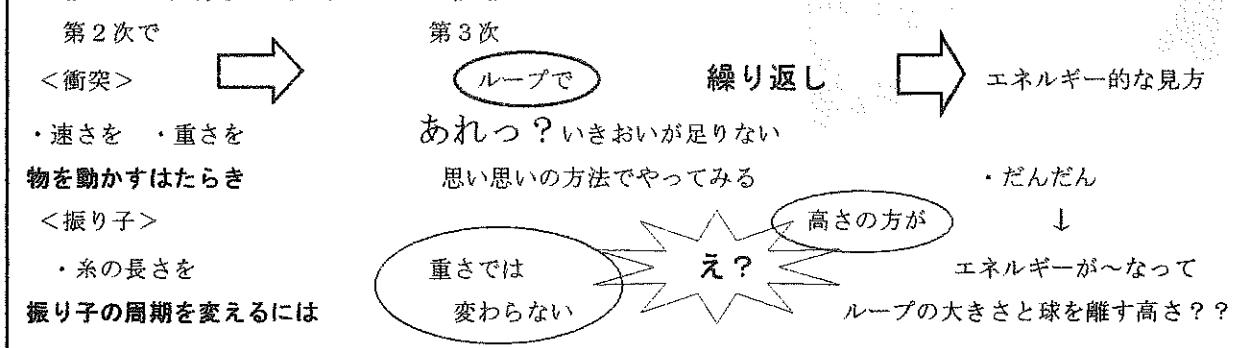 第２次で　第３次
＜衝突＞　ループで　繰り返し　エネルギー的な見方
・速さを　・重さを　あれっ？いきおいが足りない
物を動かすはたらき　思い思いの方法でやってみる　・だんだん
＜振り子＞　高さの方が　↓
・糸の長さを　重さでは　え？　エネルギーが～なって
振り子の周期を変えるには　変わらない　ループの大きさと球を離す高さ？？